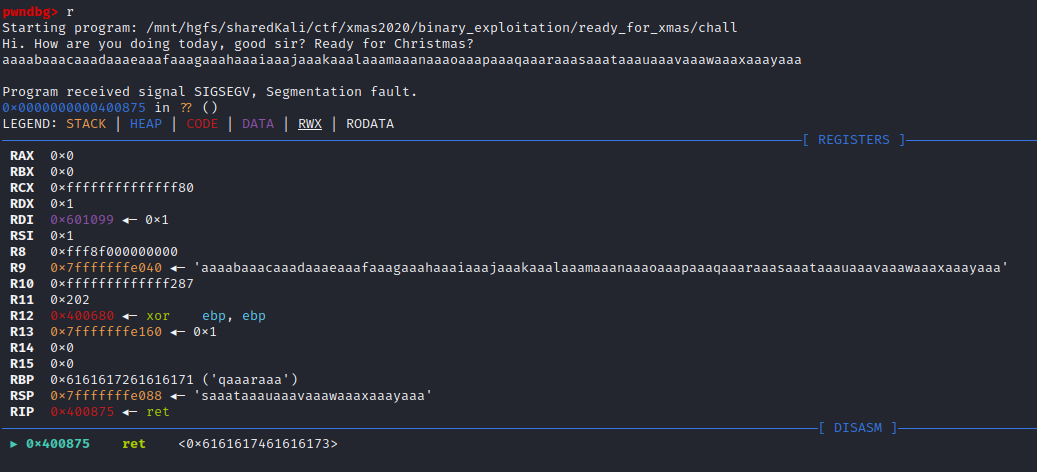 pwndbg> r
Starting program: /mnt/hgfs/sharedKali/ctf/xmas2020/binary_exploitation/ready_for_xmas/chall
Hi. How are you doing today, good sir? Ready for Christmas?
aaaabaaacaaadaaaeaaafaaagaaahaaaiaaajaaakaaalaaamaaanaaaoaaapaaaqaaaraaasaaataaauaaavaaawaaaxaaayaaa
Program received signal SIGSEGV, Segmentation fault.
0×0000000000400875 in ?? ()
LEGEND: STACK | HEAP | CODE | DATA | RWX | RODATA
[ REGISTERS ]
RAX 0×0
RBX 0×0
RCX 0×ffffffffffffff80
RDX 0×1
RDI 0×601099 ◂— 0×1
RSI 0×1
R8 0×fff8f000000000
R9 0×7fffffffe040 ◂— 'aaaabaaacaaadaaaeaaafaaagaaahaaaiaaajaaakaaalaaamaaanaaaoaaapaaaqaaaraaasaaataaauaaavaaawaaaxaaayaaa'
R10 0×fffffffffffff287
R11 0×202
R12 0×400680 ◂— xor ebp, ebp
R13 0×7fffffffe160 ◂— 0×1
R14 0×0
R15 0×0
RBP 0×6161617261616171 ('qaaaraaa')
RSP 0×7fffffffe088 ◂— 'saaataaauaaavaaawaaaxaaayaaa'
RIP 0×400875 ◂— ret
[ DISASM ]
► 0×400875 ret <0×6161617461616173>